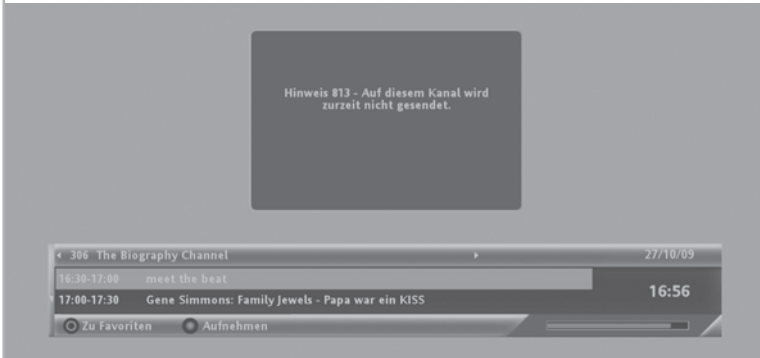 Hinweis 813 - Auf diesem Kanal wird
zurzeit nicht gesendet.
306 The Biography Channel
27/10/09
16:30-17:00 meet the beat
16:56
17:00-17:30 Gene Simmons: Family Jewels - Papa war ein KISS
Zu Favoriten Aufnehmen